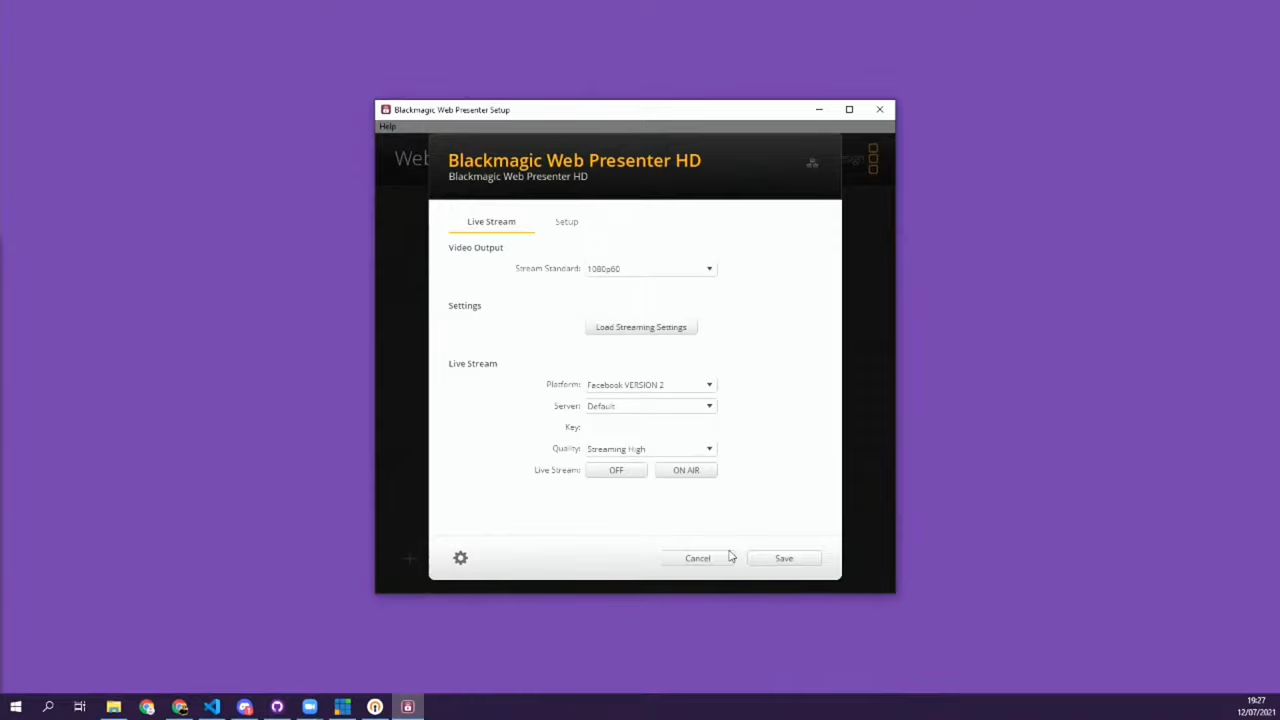 Blackmagic Web Presenter Setup
Help
Web
Blackmagic Web Presenter HD
Blackmagic Web Presenter HD
Live Stream
Setup
Video Output
Stream Standard: 1080p60
Settings
Load Streaming Settings
Live Stream
Platform: Facebook VERSION 2
Server: Default
Key:
Quality: Streaming High
Live Stream: OFF ON AIR
Cancel Save
19:27
12/07/2021